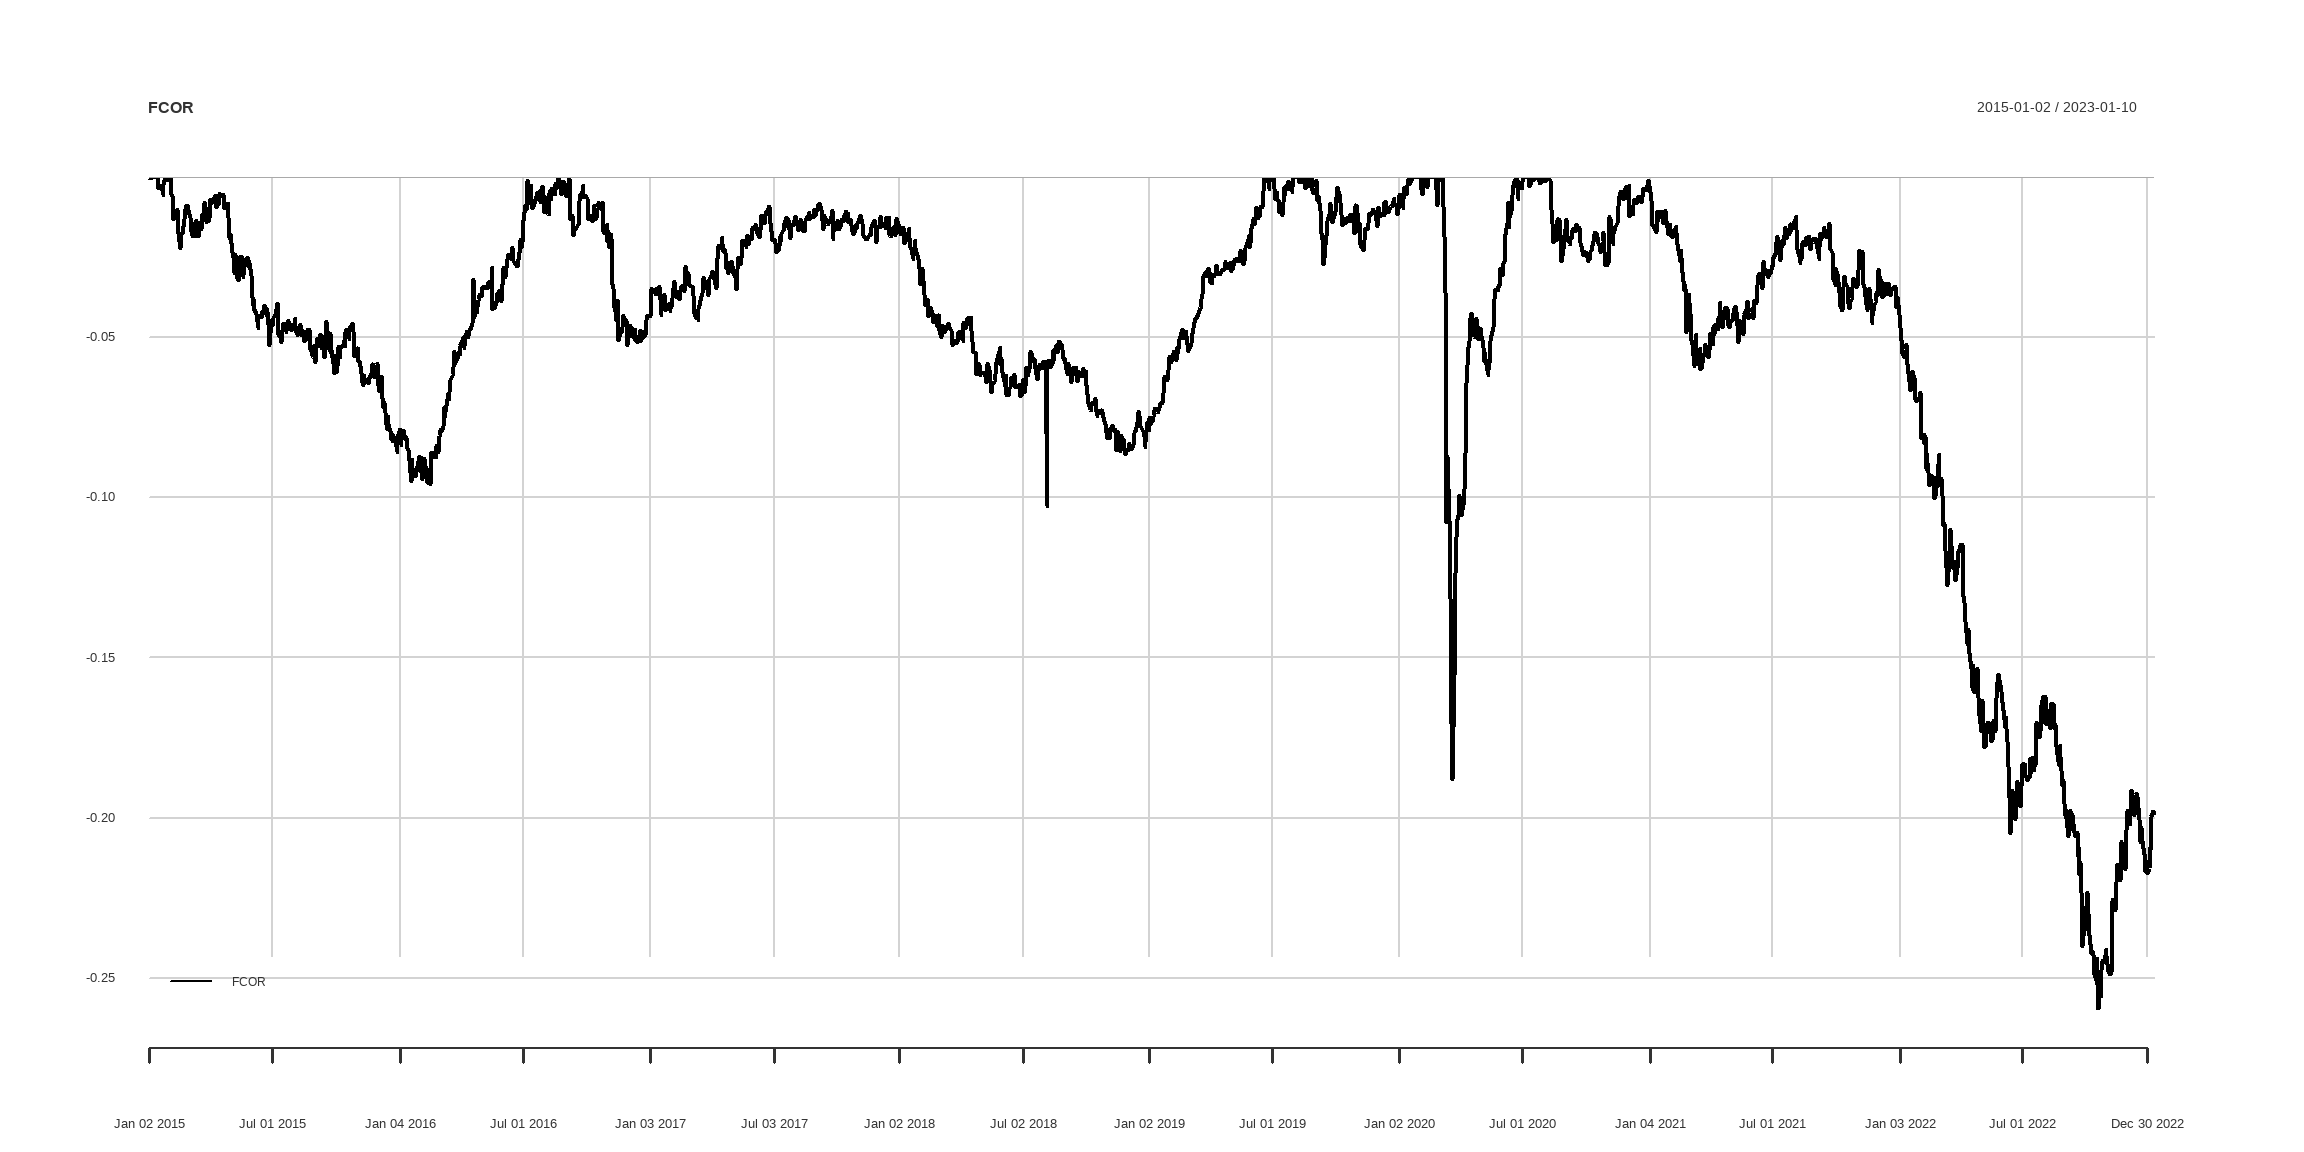 FCOR
2015-01-02 / 2023-01-10
-0.05
-0.10
-0.15
-0.20
-0.25
FCOR
Jan 02 2015
Jul 01 2015
Jan 04 2016
Jul 01 2016
Jan 03 2017
Jul 03 2017
Jan 02 2018
Jul 02 2018
Jan 02 2019
Jul 01 2019
Jan 02 2020
Jul 01 2020
Jan 04 2021
Jul 01 2021
Jan 03 2022
Jul 01 2022
Dec 30 2022